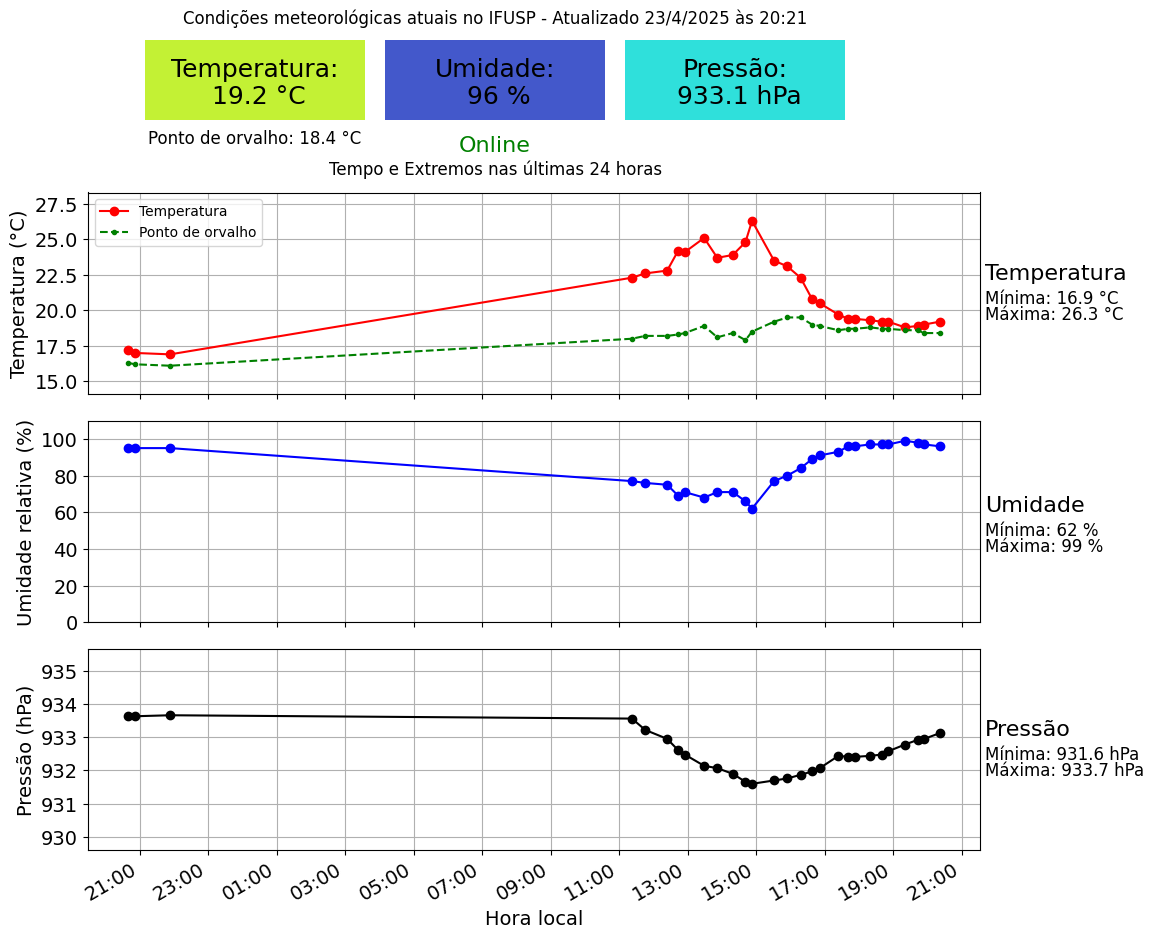 Condições meteorológicas atuais no IFUSP - Atualizado 23/4/2025 às 20:21
Temperatura:
19.2 °C
Umidade:
96 %
Pressão:
933.1 hPa
Ponto de orvalho: 18.4 °C
Online
Tempo e Extremos nas últimas 24 horas
Temperatura (°C)
27.5
25.0
22.5
20.0
17.5
15.0
Temperatura
Ponto de orvalho
Temperatura
Mínima: 16.9 °C
Máxima: 26.3 °C
Umidade relativa (%)
100
80
60
40
20
0
Umidade
Mínima: 62 %
Máxima: 99 %
Pressão (hPa)
935
934
933
932
931
930
Pressão
Mínima: 931.6 hPa
Máxima: 933.7 hPa
21:00 23:00 01:00 03:00 05:00 07:00 09:00 11:00 13:00 15:00 17:00 19:00 21:00
Hora local